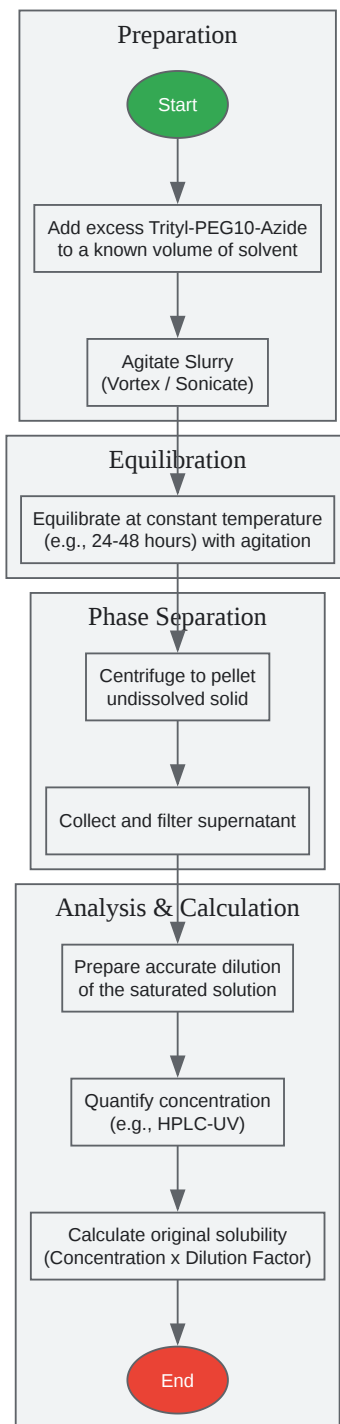 Preparation
Start
Add excess Trityl-PEG10-Azide
to a known volume of solvent
Agitate Slurry
(Vortex / Sonicate)
Equilibration
Equilibrate at constant temperature
(e.g., 24-48 hours) with agitation
Phase Separation
Centrifuge to pellet
undissolved solid
Collect and filter supernatant
Analysis & Calculation
Prepare accurate dilution
of the saturated solution
Quantify concentration
(e.g., HPLC-UV)
Calculate original solubility
(Concentration x Dilution Factor)
End